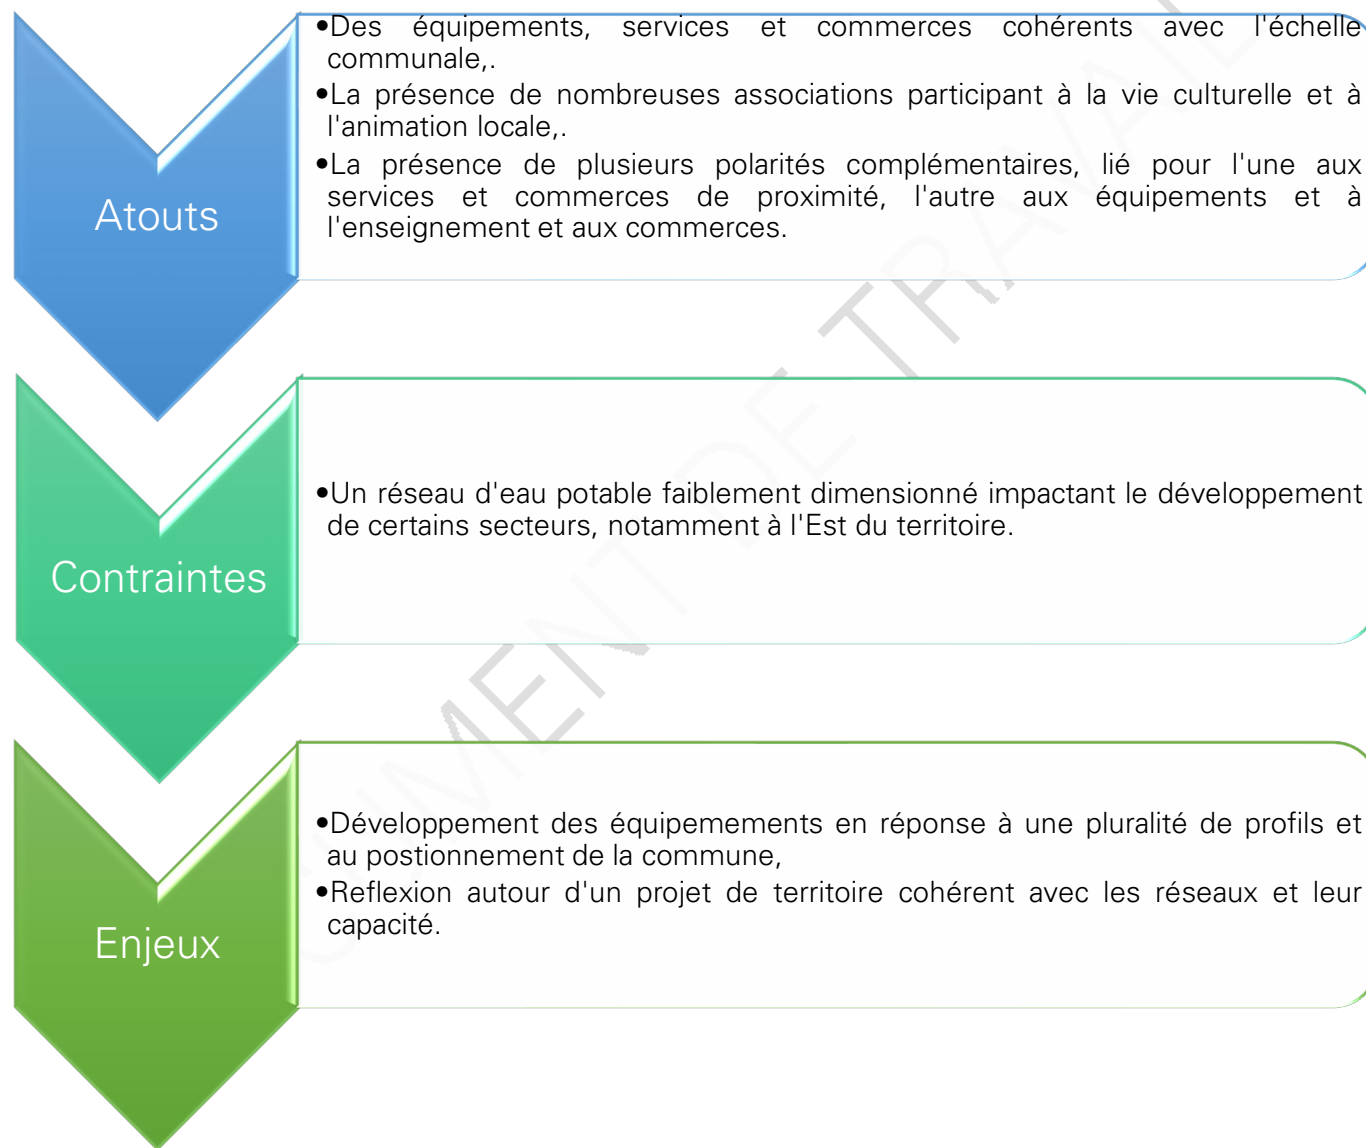 Atouts
•Des équipements, services et commerces cohérents avec l'échelle
communale,.
•La présence de nombreuses associations participant à la vie culturelle et à
l'animation locale,.
•La présence de plusieurs polarités complémentaires, lié pour l'une aux
services et commerces de proximité, l'autre aux équipements et à
l'enseignement et aux commerces.
Contraintes
•Un réseau d'eau potable faiblement dimensionné impactant le développement
de certains secteurs, notamment à l'Est du territoire.
Enjeux
•Développement des équipemements en réponse à une pluralité de profils et
au postionnement de la commune,
•Reflexion autour d'un projet de territoire cohérent avec les réseaux et leur
capacité.
UMENT DE TRAVAIL